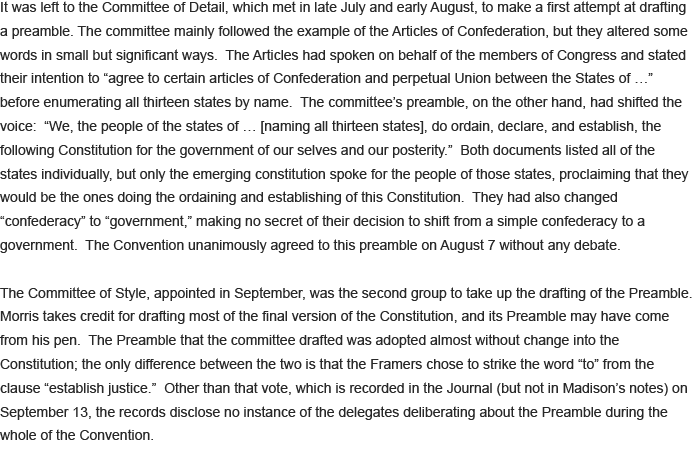 It was left to the Committee of Detail, which met in late July and early August, to make a first attempt at drafting
a preamble. The committee mainly followed the example of the Articles of Confederation, but they altered some
words in small but significant ways.  The Articles had spoken on behalf of the members of Congress and stated
their intention to “agree to certain articles of Confederation and perpetual Union between the States of …”
before enumerating all thirteen states by name.  The committee’s preamble, on the other hand, had shifted the
voice:  “We, the people of the states of … [naming all thirteen states], do ordain, declare, and establish, the
following Constitution for the government of our selves and our posterity.”  Both documents listed all of the
states individually, but only the emerging constitution spoke for the people of those states, proclaiming that they
would be the ones doing the ordaining and establishing of this Constitution.  They had also changed
“confederacy” to “government,” making no secret of their decision to shift from a simple confederacy to a
government.  The Convention unanimously agreed to this preamble on August 7 without any debate.

The Committee of Style, appointed in September, was the second group to take up the drafting of the Preamble.
Morris takes credit for drafting most of the final version of the Constitution, and its Preamble may have come
from his pen.  The Preamble that the committee drafted was adopted almost without change into the
Constitution; the only difference between the two is that the Framers chose to strike the word “to” from the
clause “establish justice.”  Other than that vote, which is recorded in the Journal (but not in Madison’s notes) on
September 13, the records disclose no instance of the delegates deliberating about the Preamble during the
whole of the Convention.